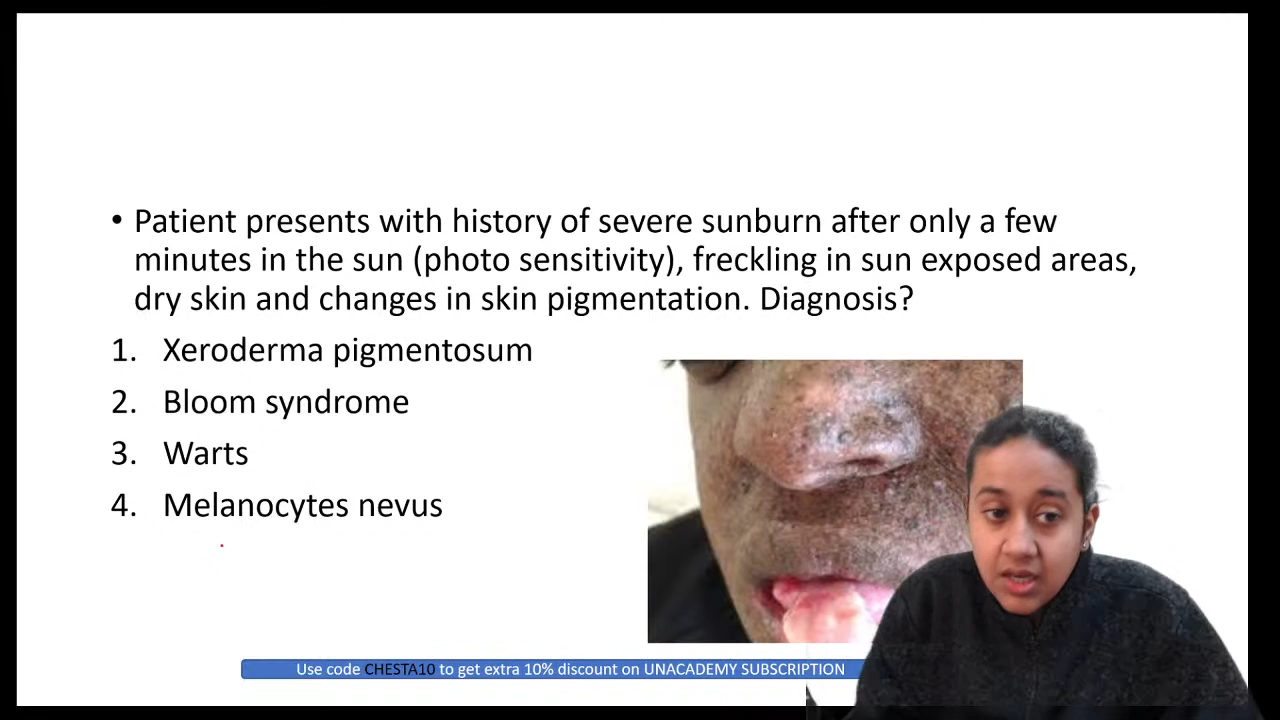 • Patient presents with history of severe sunburn after only a few
minutes in the sun (photo sensitivity), freckling in sun exposed areas,
dry skin and changes in skin pigmentation. Diagnosis?
1. Xeroderma pigmentosum
2. Bloom syndrome
3. Warts
4. Melanocytes nevus
Use code CHESTA10 to get extra 10% discount on UNACADEMY SUBSCRIPTION